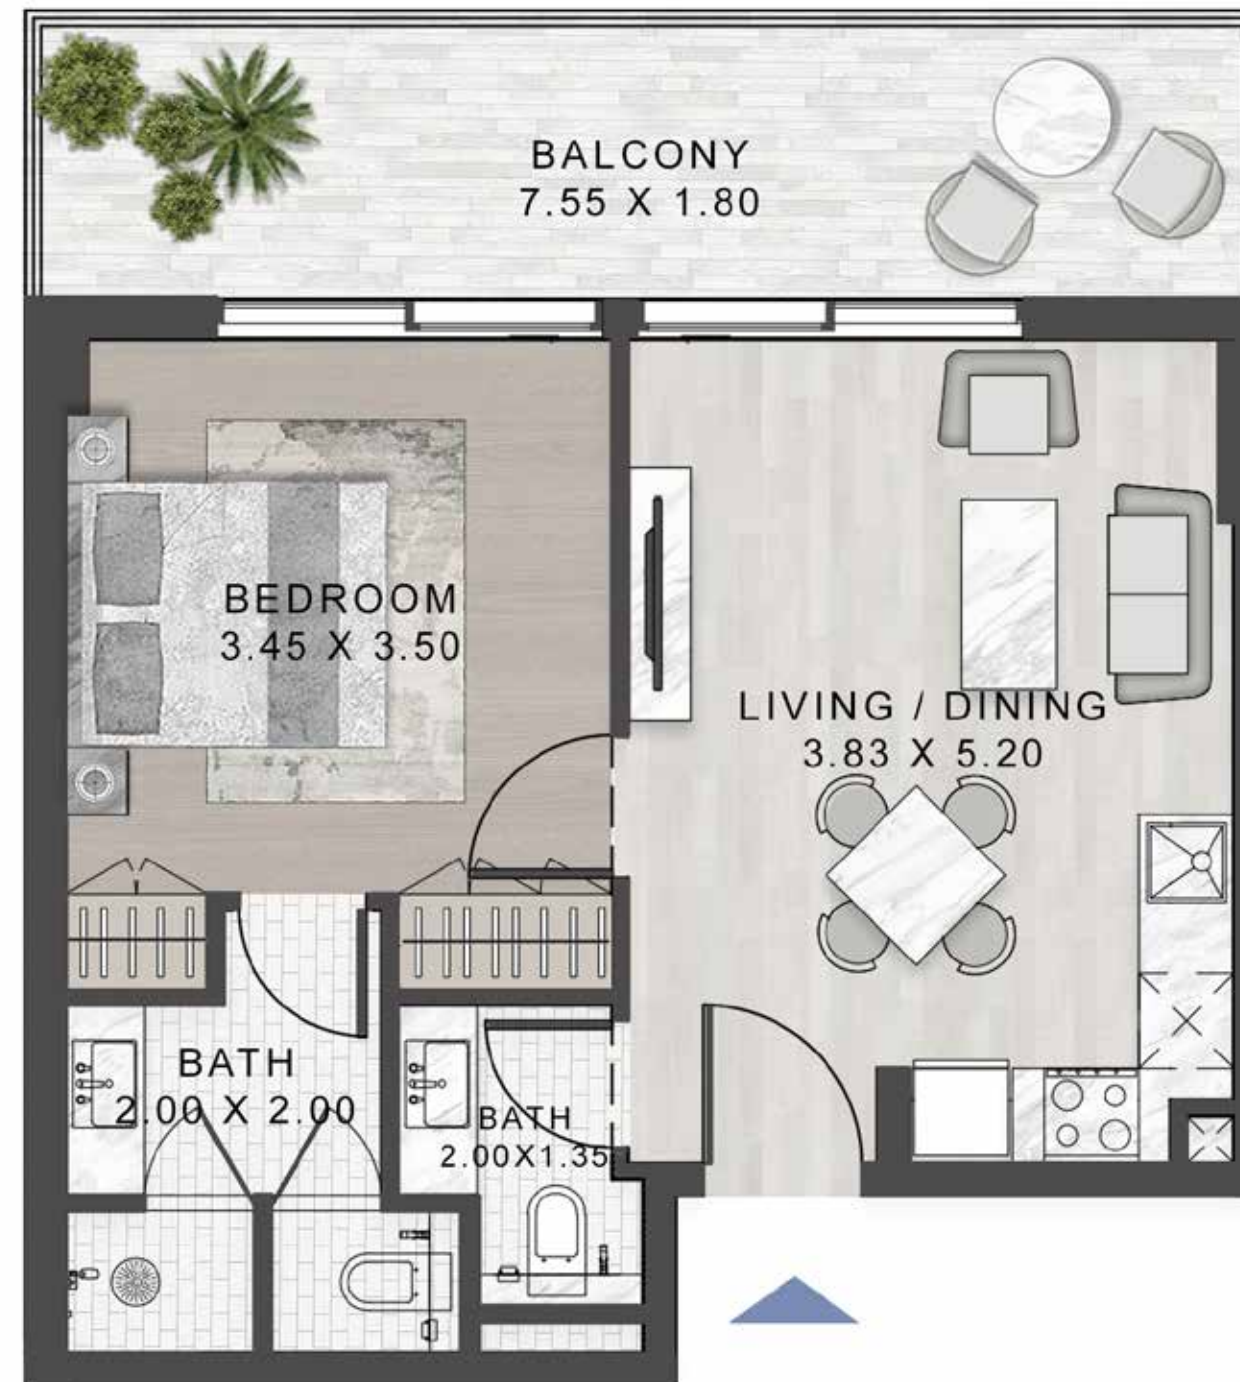 BALCONY
7.55 X 1.80
BEDROOM
3.45 X 3.50
LIVING / DINING
3.83 X 5.20
BATH
2.00 X 2.00
BATH
2.00X1.35